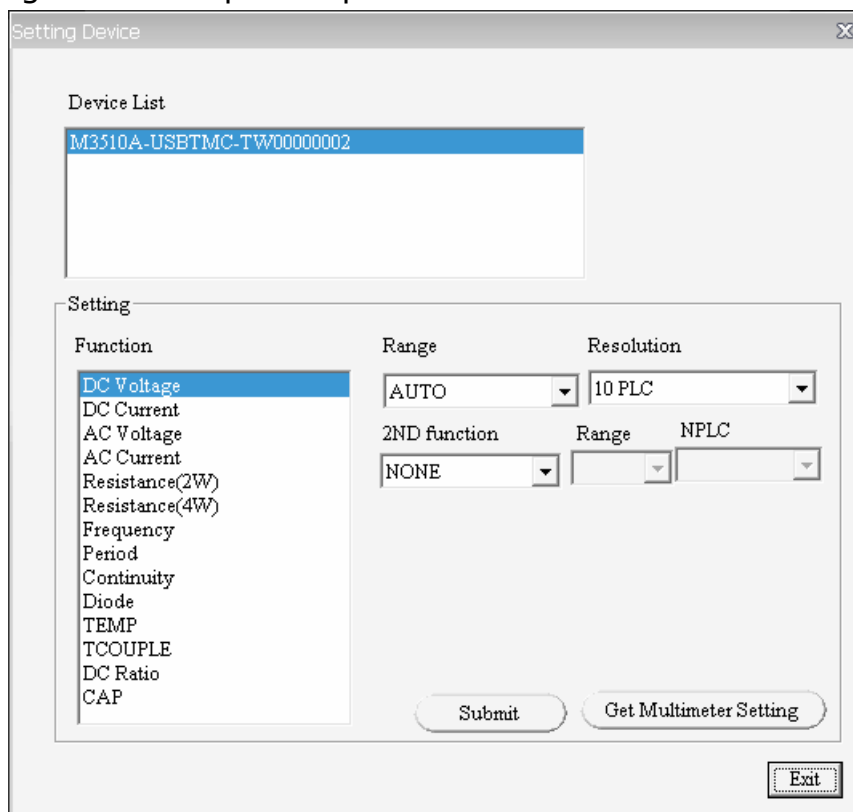 Setting Device
Device List
M3510A-USBTMC-TW00000002
Setting
Function
Range
Resolution
DC Voltage
DC Current
AC Voltage
AC Current
Resistance(2W)
Resistance(4W)
Frequency
Period
Continuity
Diode
TEMP
TCOUPLE
DC Ratio
CAP
AUTO
10 PLC
2ND function
Range
NPLC
NONE
Submit
Get Multimeter Setting
Exit